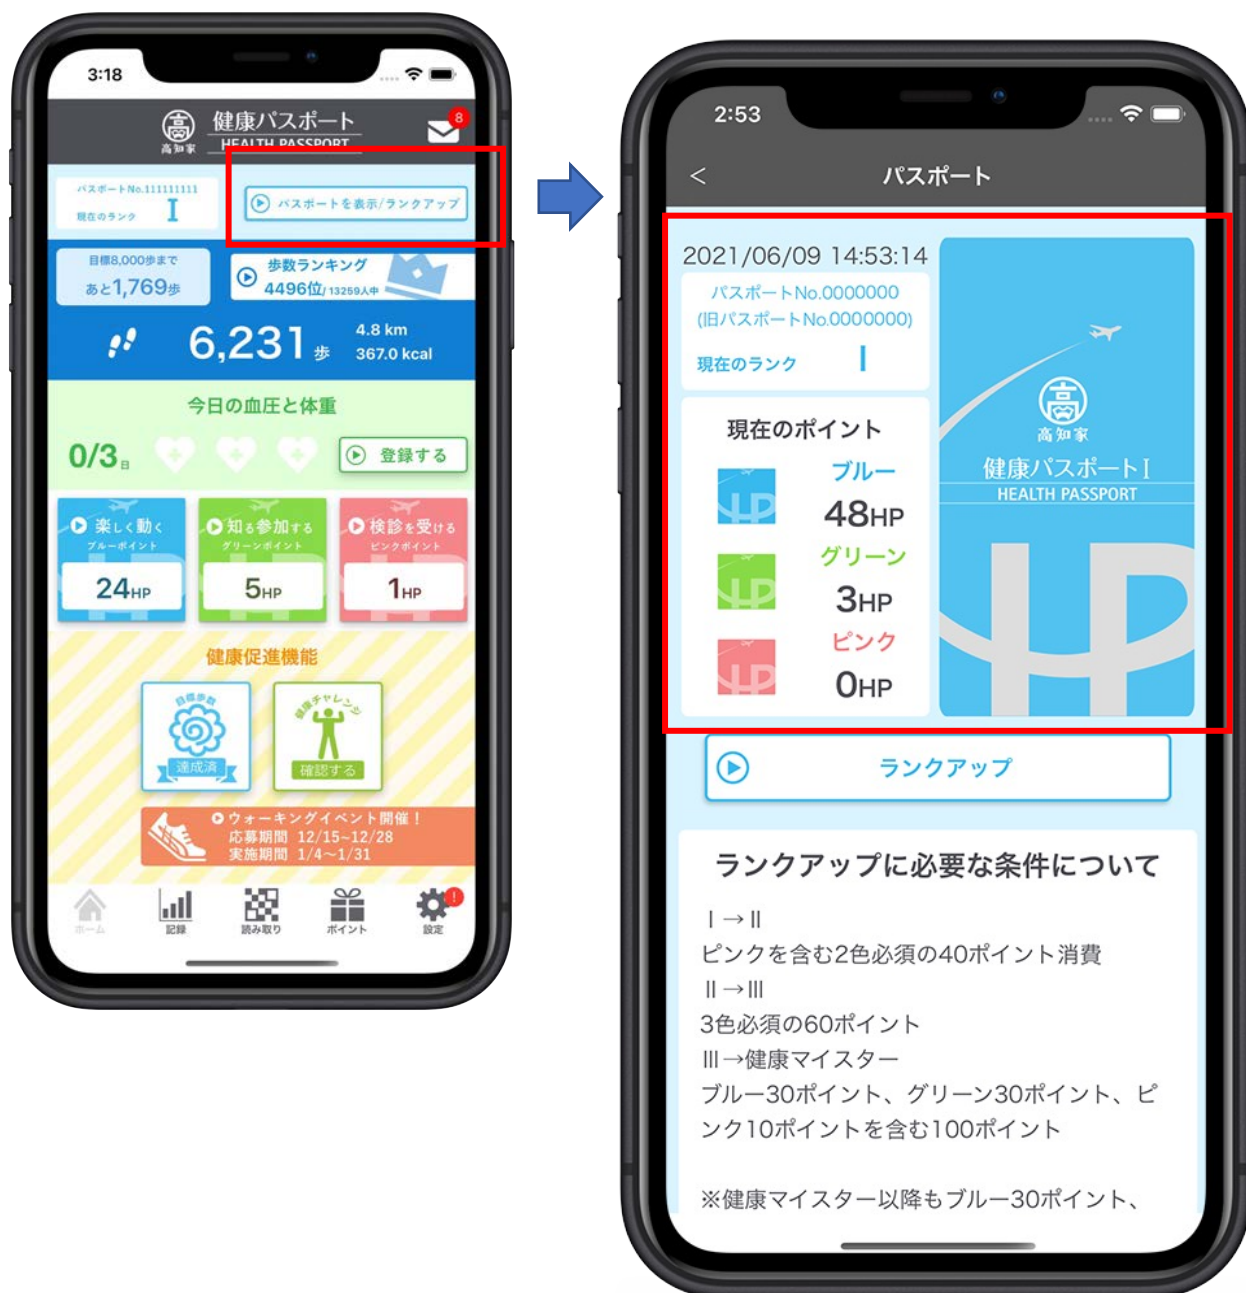 3:18
高知家
健康パスポート
HEALTH PASSPORT
8
パスポートNo.111111111
現在のランク I
パスポートを表示/ランクアップ
目標8,000歩まで
あと1,769歩
歩数ランキング
4496位/13259人中
6,231歩
4.8 km
367.0 kcal
今日の血圧と体重
0/3日
登録する
楽しく動く
ブルーポイント
24HP
知る参加する
グリーンポイント
5HP
検診を受ける
ピンクポイント
1HP
健康促進機能
目標歩数
達成済
健康チャレンジ
確認する
ウォーキングイベント開催！
応募期間 12/15~12/28
実施期間 1/4~1/31
ホーム
記録
読み取り
ポイント
設定
!
2:53
<
パスポート
2021/06/09 14:53:14
パスポートNo.0000000
(旧パスポートNo.0000000)
現在のランク I
現在のポイント
HP
ブルー
48HP
HP
グリーン
3HP
HP
ピンク
0HP
高知家
健康パスポートI
HEALTH PASSPORT
HP
ランクアップ
ランクアップに必要な条件について
Ⅰ→Ⅱ
ピンクを含む2色必須の40ポイント消費
Ⅱ→Ⅲ
3色必須の60ポイント
Ⅲ→健康マイスター
ブルー30ポイント、グリーン30ポイント、ピ
ンク10ポイントを含む100ポイント
※健康マイスター以降もブルー30ポイント、